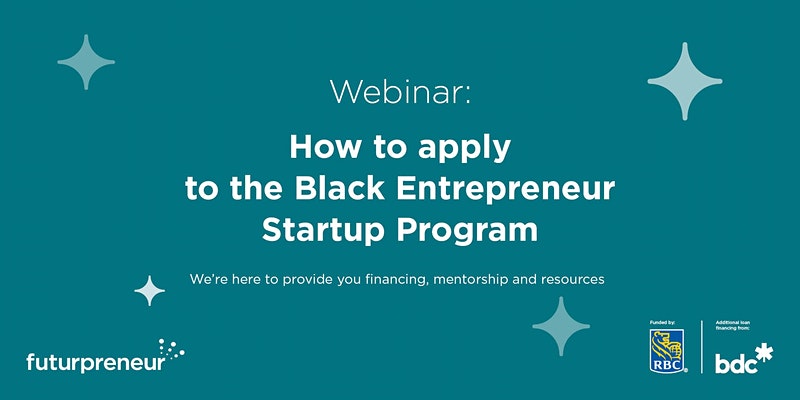 Webinar:
How to apply
to the Black Entrepreneur
Startup Program
We're here to provide you financing, mentorship and resources
futurpreneur
Funded by:
RBC
®
Additional loan
financing from:
bdc*